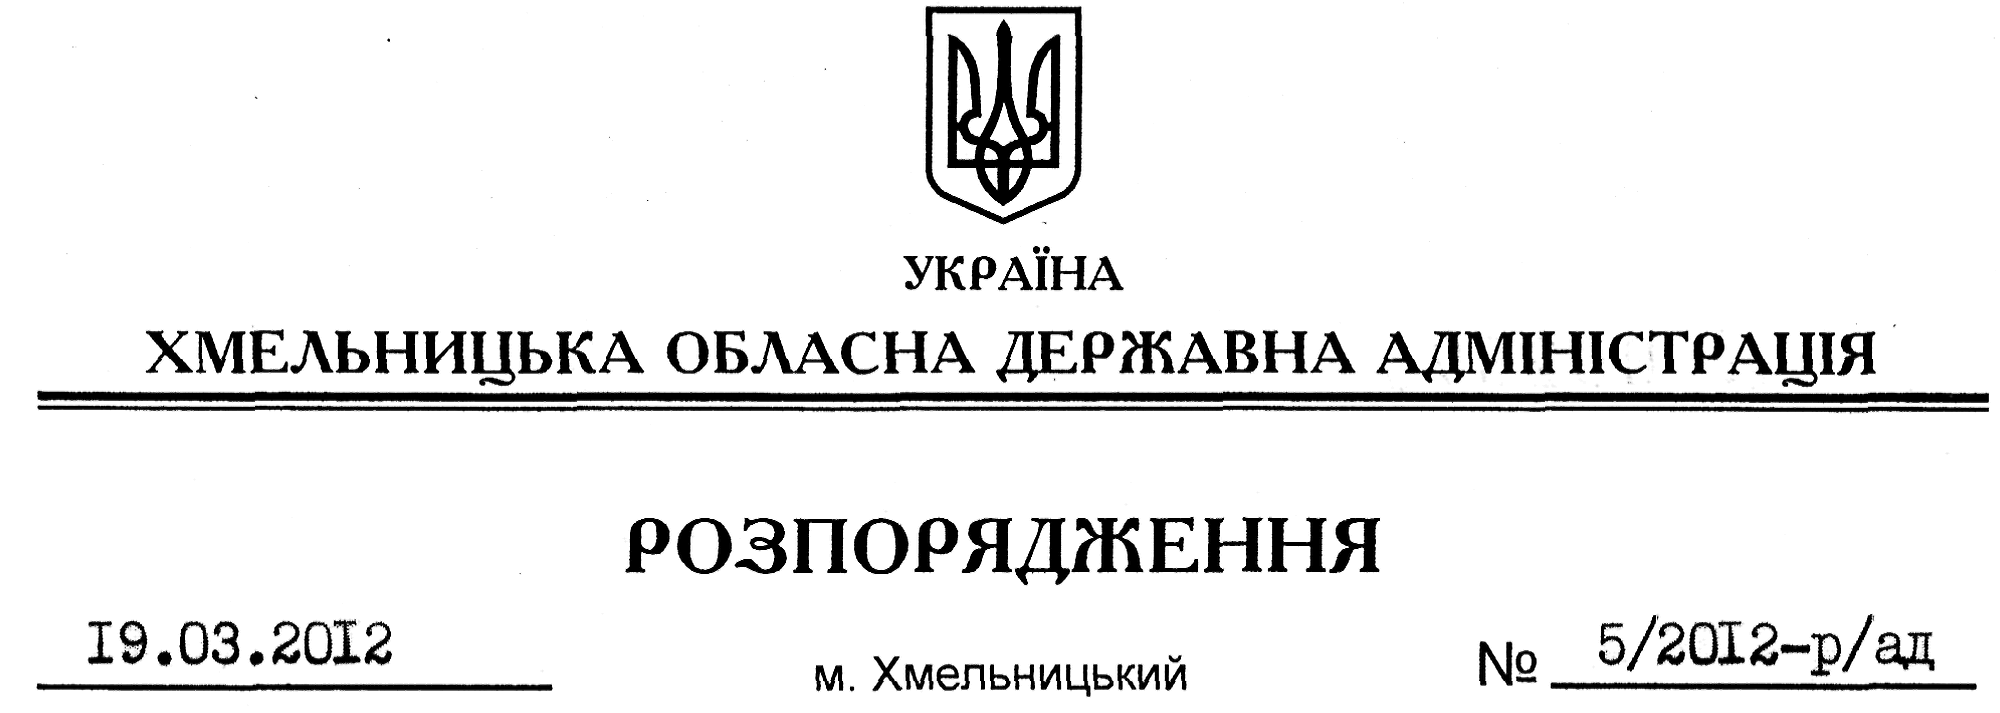 УКРАЇНА
ХМЕЛЬНИЦЬКА ОБЛАСНА ДЕРЖАВНА АДМІНІСТРАЦІЯ
РОЗПОРЯДЖЕННЯ
19.03.2012 м. Хмельницький № 5/2012-р/ад